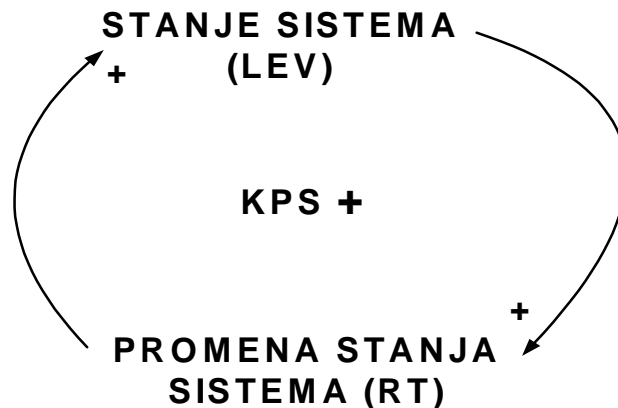 STANJE SISTEMA
(LEV)
+
KPS +
+
PROMENA STANJA
SISTEMA (RT)